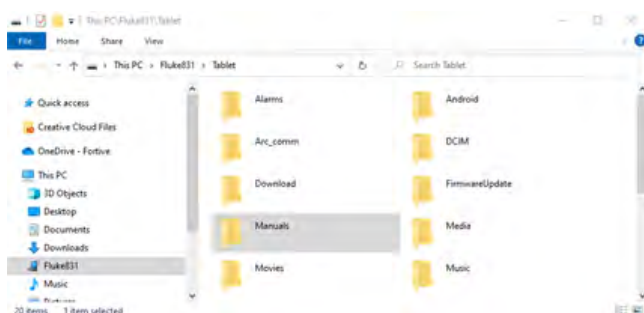 This PC\Fluke831\Tablet
File Home Share View
This PC › Fluke831 › Tablet
Search Tablet
Quick access
Creative Cloud Files
OneDrive - Fortive
This PC
3D Objects
Desktop
Documents
Downloads
Fluke831
Music
Pictures
Alarms
Android
Arc_comm
DCIM
Download
FirmwareUpdate
Manuals
Media
Movies
Music
20 items 1 item selected